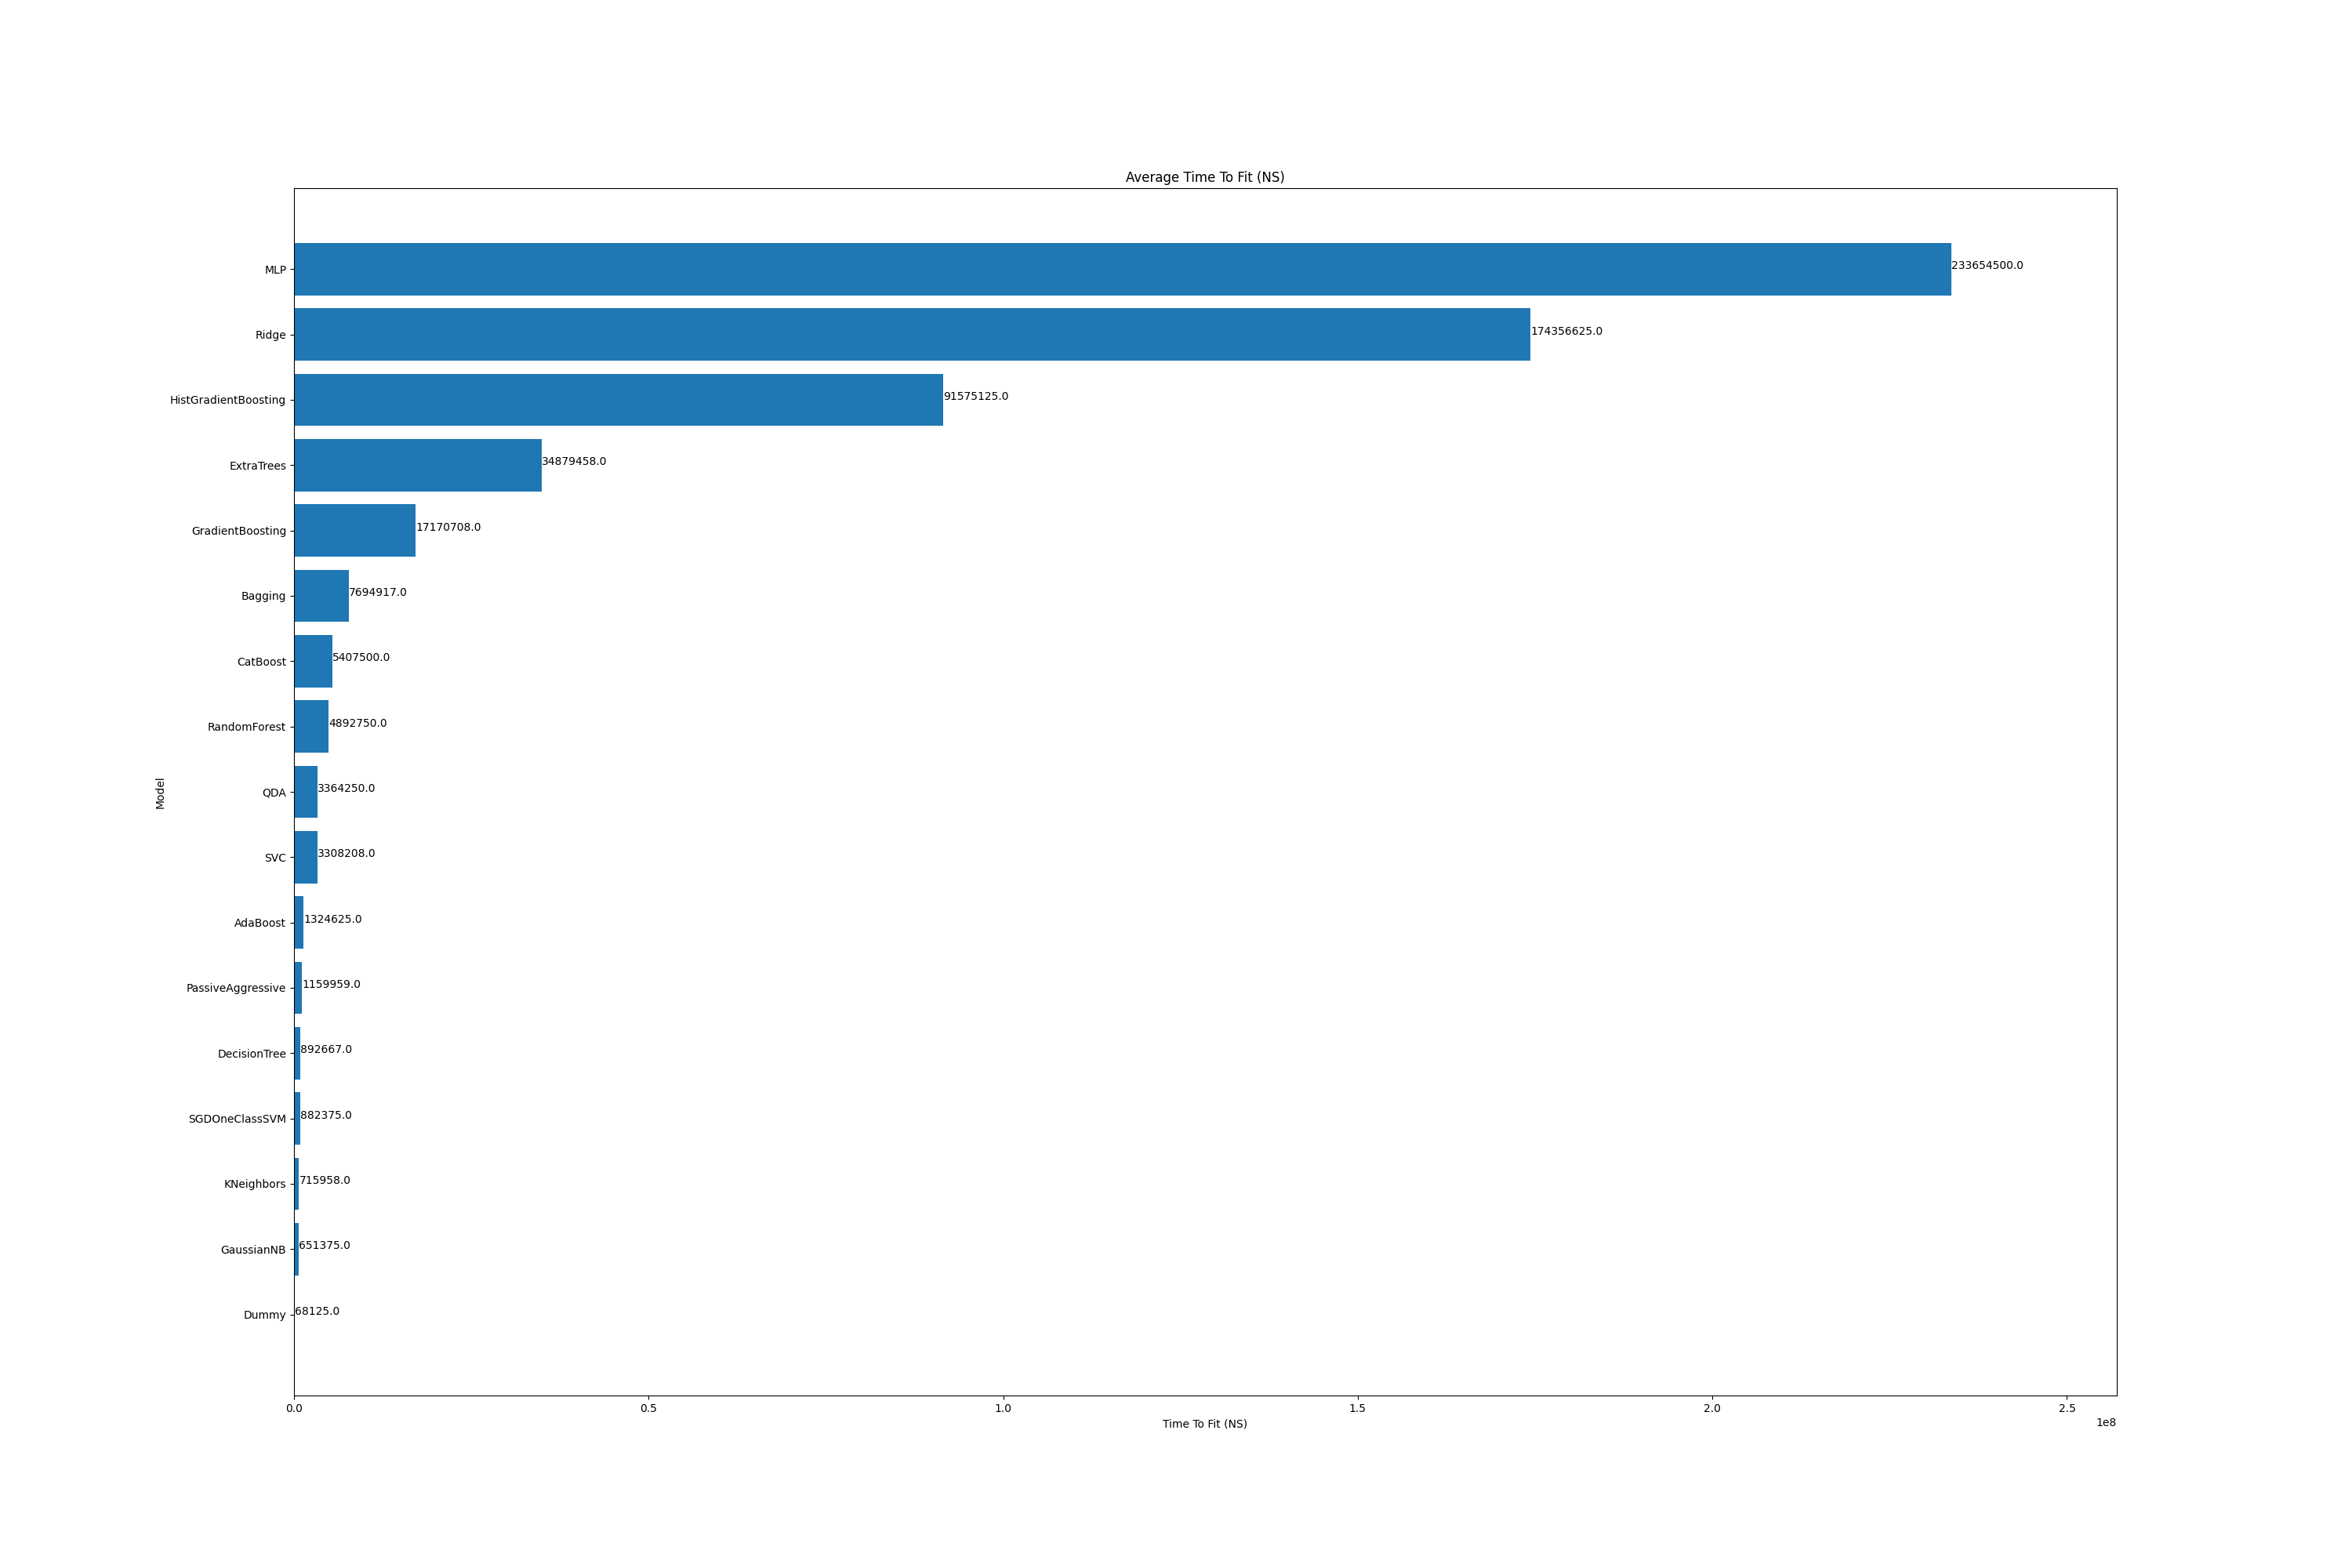 Average Time To Fit (NS)
MLP 233654500.0
Ridge 174356625.0
HistGradientBoosting 91575125.0
ExtraTrees 34879458.0
GradientBoosting 17170708.0
Bagging 7694917.0
CatBoost 5407500.0
RandomForest 4892750.0
QDA 3364250.0
Model
SVC 3308208.0
AdaBoost 1324625.0
PassiveAggressive 1159959.0
DecisionTree 892667.0
SGDOneClassSVM 882375.0
KNeighbors 715958.0
GaussianNB 651375.0
Dummy 68125.0
0.0 0.5 1.0 1.5 2.0 2.5
1e8
Time To Fit (NS)